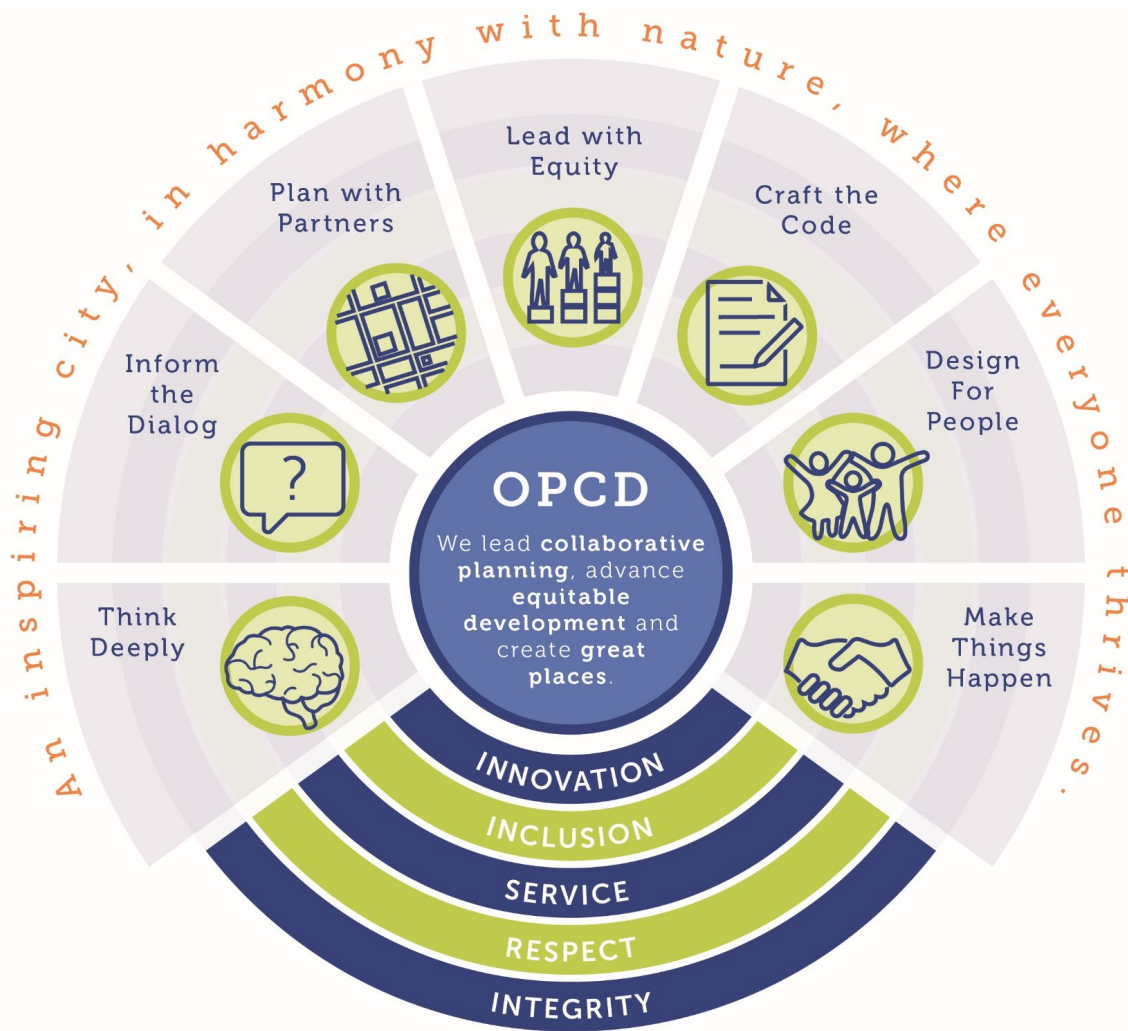 An inspiring city, in harmony with nature, where everyone thrives.
Think
Deeply
Inform
the
Dialog
?
Plan with
Partners
Lead with
Equity
Craft the
Code
Design
For
People
Make
Things
Happen
OPCD
We lead collaborative
planning, advance
equitable
development and
create great
places.
INNOVATION
INCLUSION
SERVICE
RESPECT
INTEGRITY